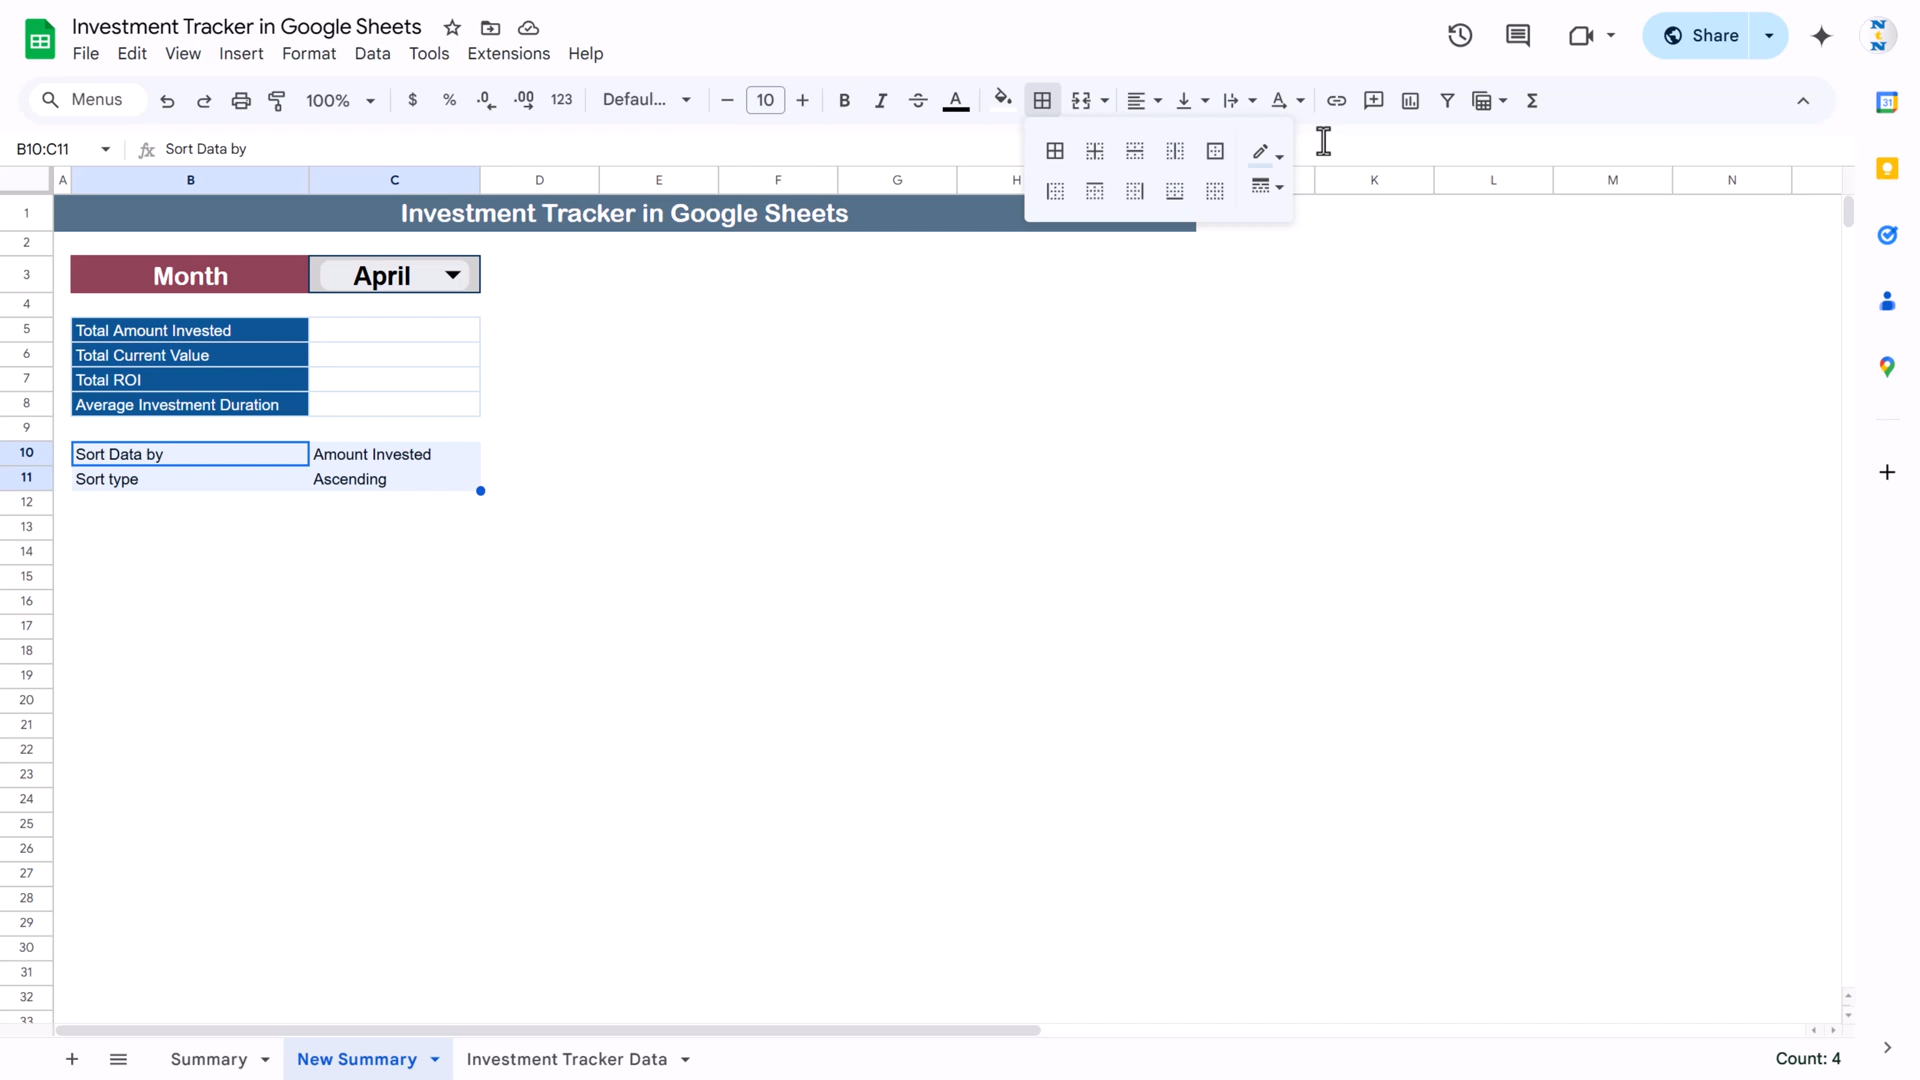 Investment Tracker in Google Sheets
File Edit View Insert Format Data Tools Extensions Help
Share
Menus 100% $ % .0 .00 123 Defaul... 10 B I A A
31
B10:C11 fx Sort Data by
A B C D E F G H K L M N
1 Investment Tracker in Google Sheets
2
3 Month April
4
5 Total Amount Invested
6 Total Current Value
7 Total ROI
8 Average Investment Duration
9
10 Sort Data by Amount Invested
11 Sort type Ascending
12
13
14
15
16
17
18
19
20
21
22
23
24
25
26
27
28
29
30
31
32
33
Summary New Summary Investment Tracker Data Count: 4